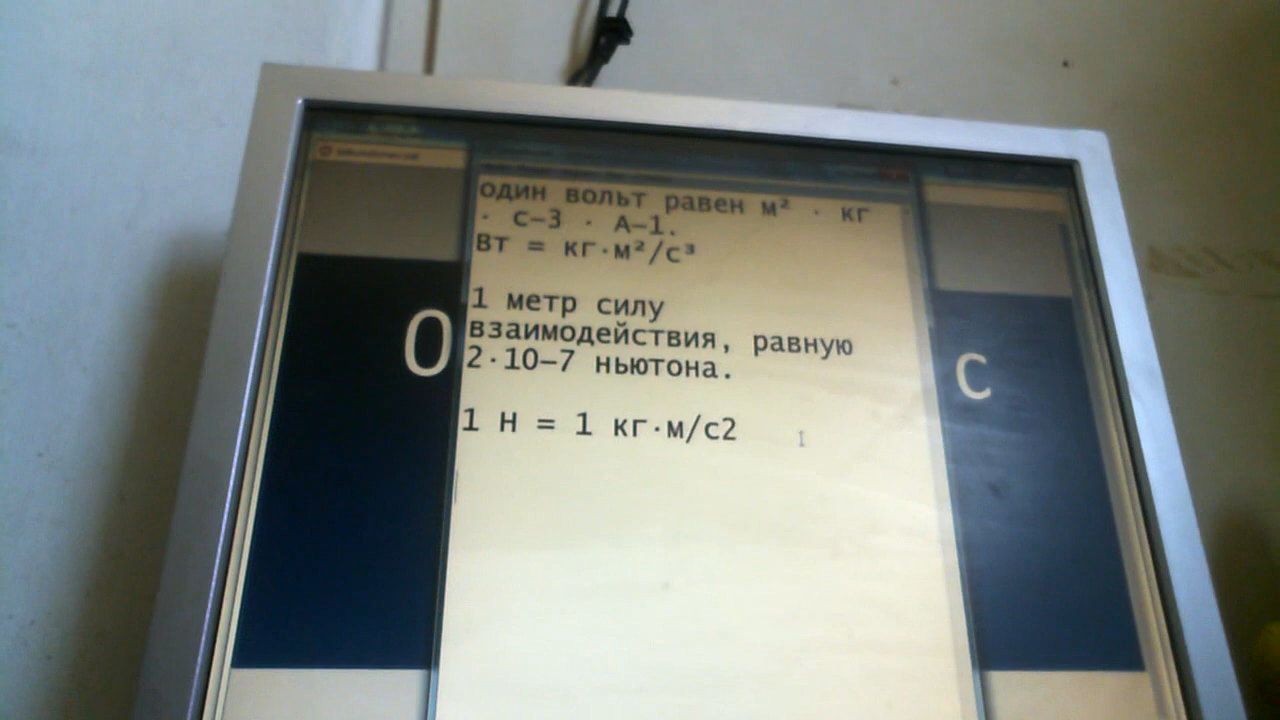 один вольт равен м² · кг
· с–3 · А–1.
Вт = кг·м²/с³
1 метр силу
взаимодействия, равную
2·10–7 ньютона.
1 Н = 1 кг·м/с2
О
С